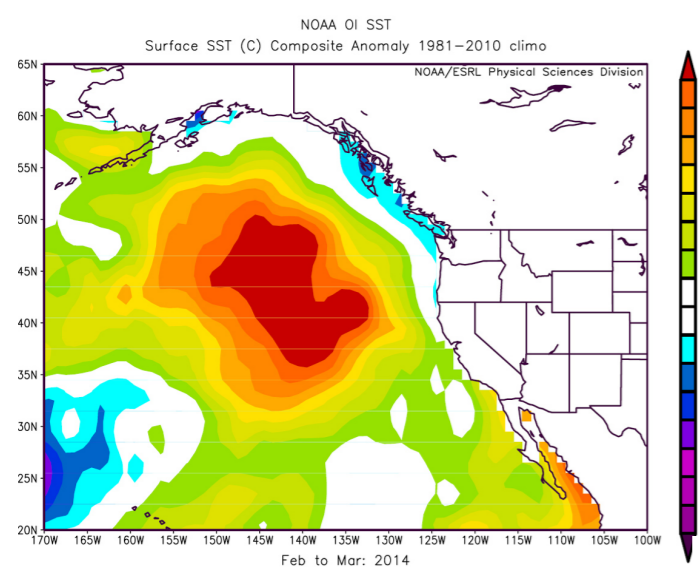 NOAA OI SST
Surface SST (C) Composite Anomaly 1981-2010 climo
NOAA/ESRL Physical Sciences Division
65N
60N
55N
50N
45N
40N
35N
30N
25N
20N
170W 165W 160W 155W 150W 145W 140W 135W 130W 125W 120W 115W 110W 105W 100W
Feb to Mar: 2014